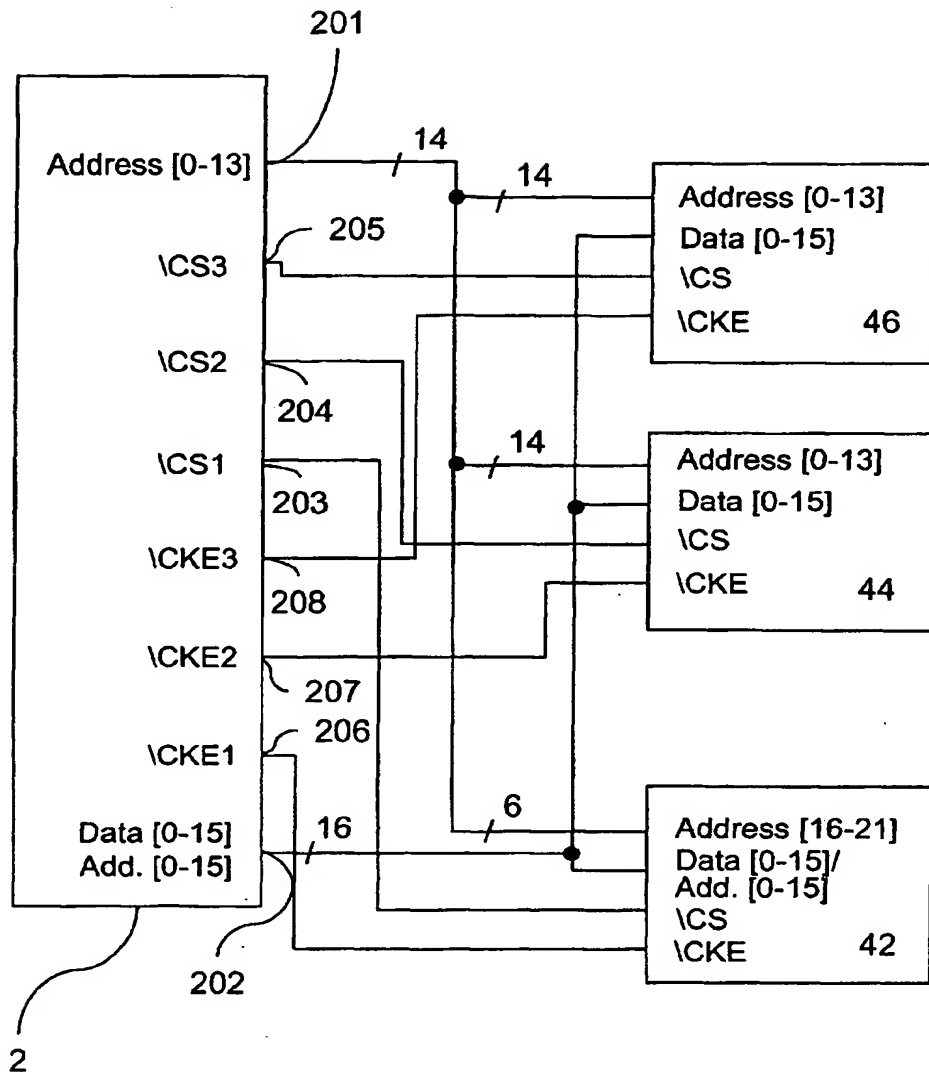 201
14
Address [0-13]
14
Address [0-13]
205
Data [0-15]
\CS3
\CS
\CKE
46
\CS2
204
14
Address [0-13]
\CS1
203
Data [0-15]
\CS
\CKE3
208
\CKE
44
\CKE2
207
206
\CKE1
6
Address [16-21]
Data [0-15]
16
Data [0-15]/
Add. [0-15]
Add. [0-15]
\CS
\CKE
42
202
2